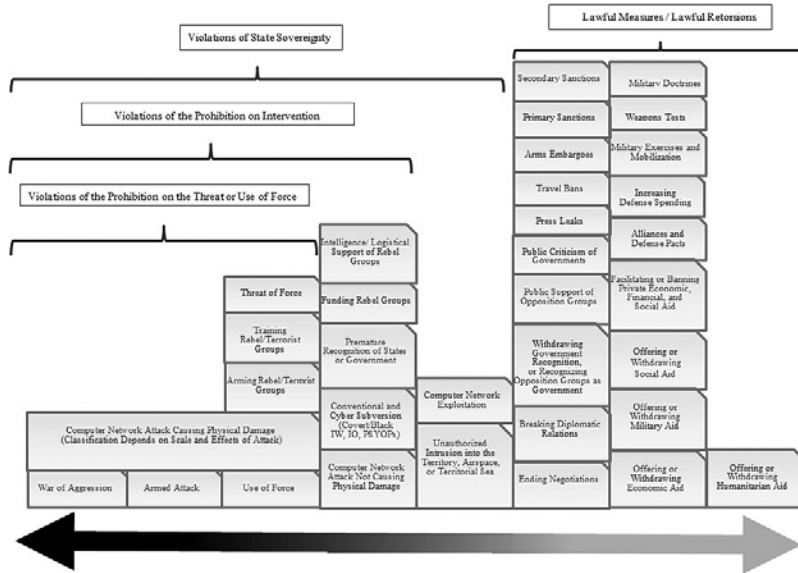 Lawful Measures / Lawful Retorsions
Violations of State Sovereignty
Violations of the Prohibition on Intervention
Violations of the Prohibition on the Threat or Use of Force
Intelligence/ Logistical
Support of Rebel
Groups
Threat of Force
Funding Rebel Groups
Training
Rebel/Terrorist
Groups
Premature
Recognition of States
or Government
Arming Rebel/Terrorist
Groups
Computer Network Attack Causing Physical Damage
(Classification Depends on Scale and Effects of Attack)
Conventional and
Cyber Subversion
(Covert/Black
IW, IO, PSYOPs)
Computer Network
Exploitation
War of Aggression
Armed Attack
Use of Force
Computer Network
Attack Not Causing
Physical Damage
Unauthorized
Intrusion into the
Territory, Airspace,
or Territorial Sea
Secondary Sanctions
Primary Sanctions
Arms Embargoes
Travel Bans
Press Leaks
Public Criticism of
Governments
Public Support of
Opposition Groups
Withdrawing
Government
Recognition,
or Recognizing
Opposition Groups as
Government
Breaking Diplomatic
Relations
Ending Negotiations
Military Doctrines
Weapons Tests
Military Exercises and
Mobilization
Increasing
Defense Spending
Alliances and
Defense Pacts
Facilitating or Banning
Private Economic,
Financial, and
Social Aid
Offering or
Withdrawing
Social Aid
Offering or
Withdrawing
Military Aid
Offering or
Withdrawing
Economic Aid
Offering or
Withdrawing
Humanitarian Aid